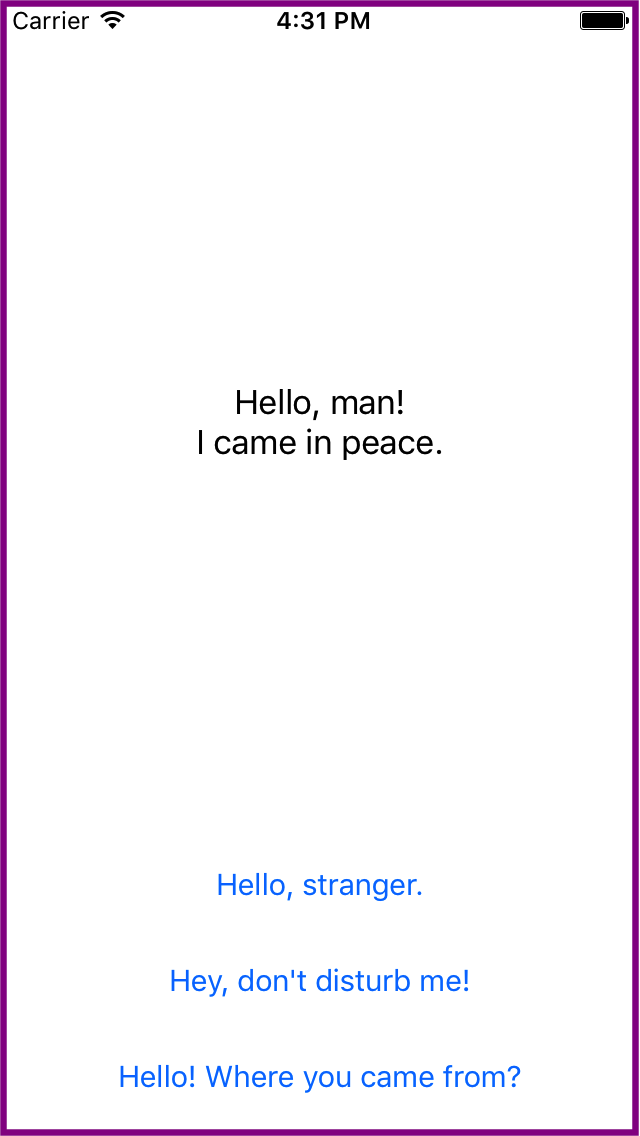 Carrier 4:31 PM
Hello, man!
I came in peace.
Hello, stranger.
Hey, don't disturb me!
Hello! Where you came from?